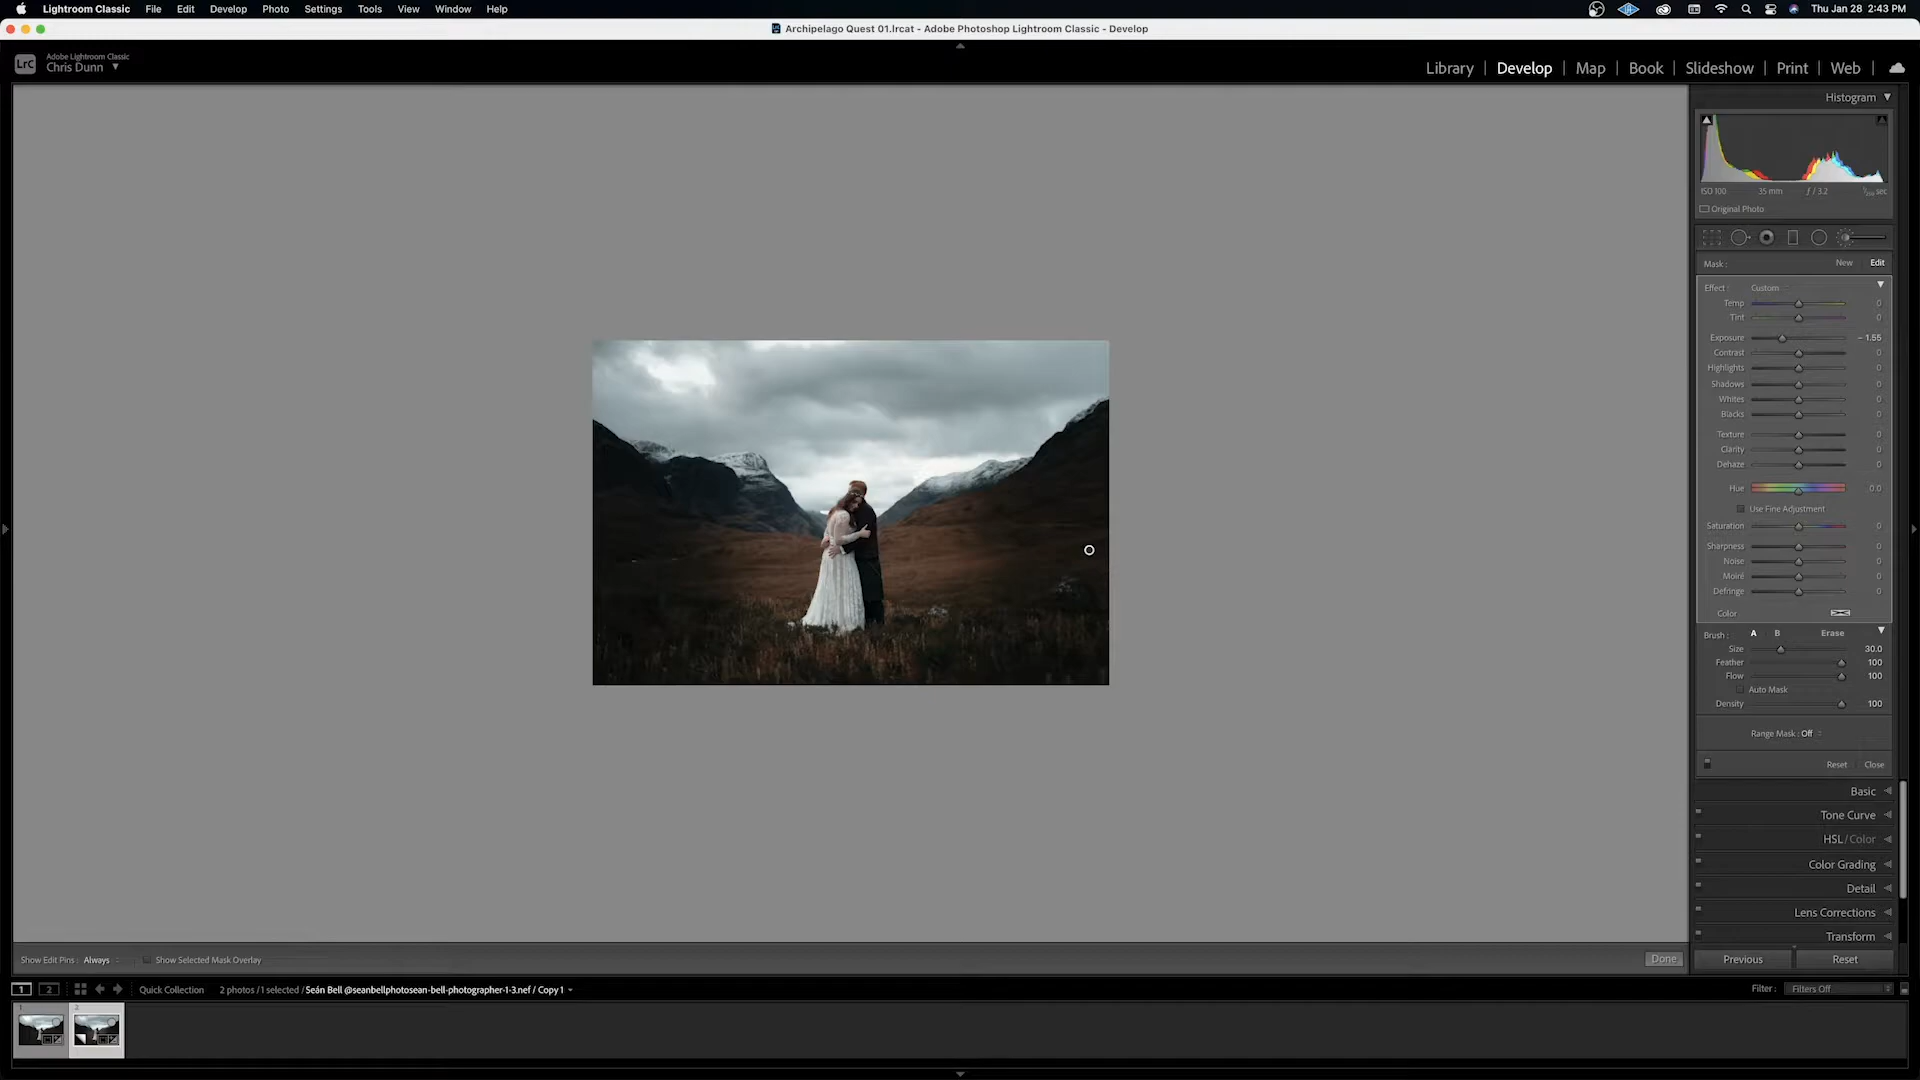 Lightroom Classic File Edit Develop Photo Settings Tools View Window Help Thu Jan 28 2:43 PM
Archipelago Quest 01.lrcat - Adobe Photoshop Lightroom Classic - Develop
LrC Adobe Lightroom Classic
Chris Dunn
Library | Develop | Map | Book | Slideshow | Print | Web |
Histogram
ISO 100 35 mm ƒ / 3.2 sec
Original Photo
Mask : New Edit
Effect : Custom
Temp 0
Tint 0
Exposure - 1.55
Contrast 0
Highlights 0
Shadows 0
Whites 0
Blacks 0
Texture 0
Clarity 0
Dehaze 0
Hue 0.0
Use Fine Adjustment
Saturation 0
Sharpness 0
Noise 0
Moiré 0
Defringe 0
Color
Brush : A B Erase
Size 30.0
Feather 100
Flow 100
Auto Mask
Density 100
Range Mask : Off
Reset Close
Basic
Tone Curve
HSL / Color
Color Grading
Detail
Lens Corrections
Transform
Show Edit Pins : Always Show Selected Mask Overlay Done Previous Reset
1 2 Quick Collection 2 photos / 1 selected / Seán Bell @seanbellphotosean-bell-photographer-1-3.nef / Copy 1 Filter : Filters Off
1 2